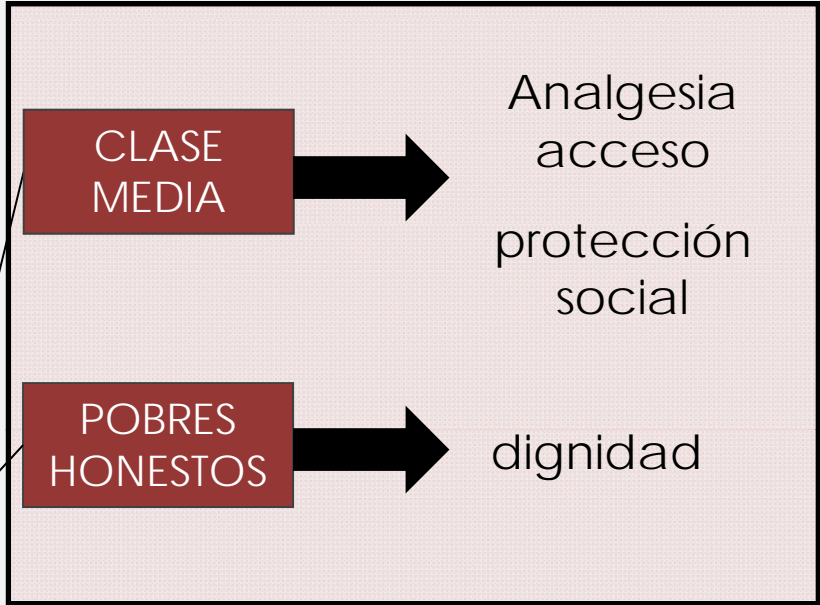 CLASE
MEDIA
Analgesia
acceso
protección
social
POBRES
HONESTOS
dignidad